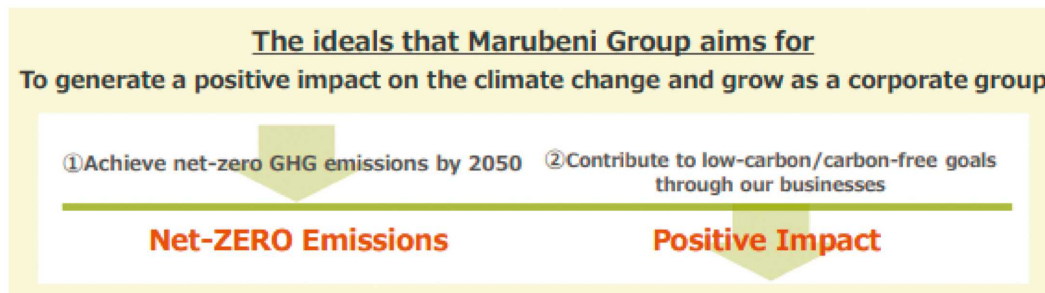 The ideals that Marubeni Group aims for
To generate a positive impact on the climate change and grow as a corporate group
①Achieve net-zero GHG emissions by 2050
②Contribute to low-carbon/carbon-free goals
through our businesses
Net-ZERO Emissions
Positive Impact